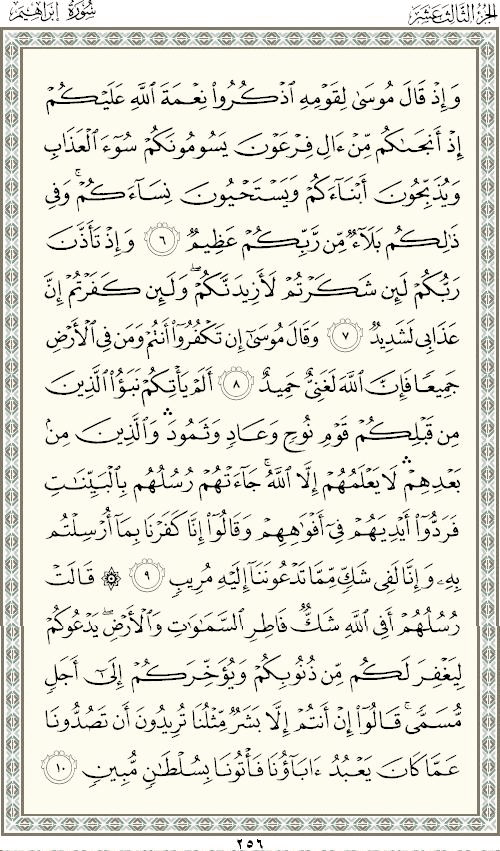 الجزء الثالث عشر
سورة إبراهيم
وَإِذْ قَالَ مُوسَىٰ لِقَوْمِهِ ٱذْكُرُوا۟ نِعْمَةَ ٱللَّهِ عَلَيْكُمْ
إِذْ أَنجَىٰكُم مِّنْ ءَالِ فِرْعَوْنَ يَسُومُونَكُمْ سُوٓءَ ٱلْعَذَابِ
وَيُذَبِّحُونَ أَبْنَآءَكُمْ وَيَسْتَحْيُونَ نِسَآءَكُمْ ۚ وَفِى
ذَٰلِكُم بَلَآءٌ مِّن رَّبِّكُمْ عَظِيمٌ ٦ وَإِذْ تَأَذَّنَ
رَبُّكُمْ لَئِن شَكَرْتُمْ لَأَزِيدَنَّكُمْ ۖ وَلَئِن كَفَرْتُمْ إِنَّ
عَذَابِى لَشَدِيدٌ ٧ وَقَالَ مُوسَىٰٓ إِن تَكْفُرُوٓا۟ أَنتُمْ وَمَن فِى ٱلْأَرْضِ
جَمِيعًا فَإِنَّ ٱللَّهَ لَغَنِىٌّ حَمِيدٌ ٨ أَلَمْ يَأْتِكُمْ نَبَؤُا۟ ٱلَّذِينَ
مِن قَبْلِكُمْ قَوْمِ نُوحٍ وَعَادٍ وَثَمُودَ ۛ وَٱلَّذِينَ مِنۢ
بَعْدِهِمْ ۛ لَا يَعْلَمُهُمْ إِلَّا ٱللَّهُ ۚ جَآءَتْهُمْ رُسُلُهُم بِٱلْبَيِّنَـٰتِ
فَرَدُّوٓا۟ أَيْدِيَهُمْ فِىٓ أَفْوَٰهِهِمْ وَقَالُوٓا۟ إِنَّا كَفَرْنَا بِمَآ أُرْسِلْتُم
بِهِۦ وَإِنَّا لَفِى شَكٍّ مِّمَّا تَدْعُونَنَآ إِلَيْهِ مُرِيبٍ ٩ ۞ قَالَتْ
رُسُلُهُمْ أَفِى ٱللَّهِ شَكٌّ فَاطِرِ ٱلسَّمَـٰوَٰتِ وَٱلْأَرْضِ ۖ يَدْعُوكُمْ
لِيَغْفِرَ لَكُم مِّن ذُنُوبِكُمْ وَيُؤَخِّرَكُمْ إِلَىٰٓ أَجَلٍ
مُّسَمًّى ۚ قَالُوٓا۟ إِنْ أَنتُمْ إِلَّا بَشَرٌ مِّثْلُنَا تُرِيدُونَ أَن تَصُدُّونَا
عَمَّا كَانَ يَعْبُدُ ءَابَآؤُنَا فَأْتُونَا بِسُلْطَـٰنٍ مُّبِينٍ ١٠
٢٥٦